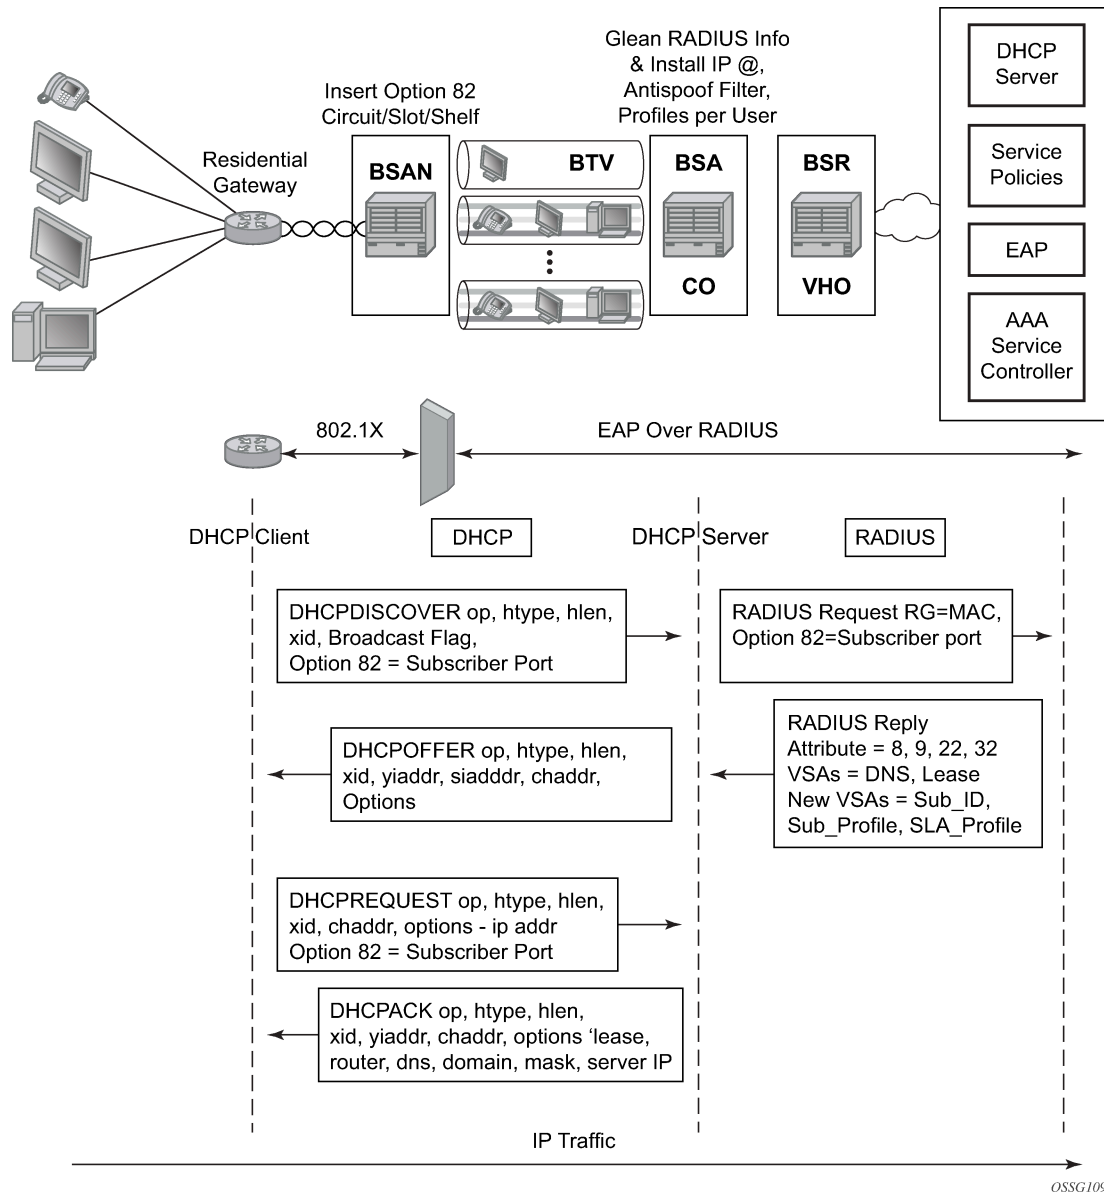 Glean RADIUS Info
& Install IP @,
Antispoof Filter,
Profiles per User
Insert Option 82
Circuit/Slot/Shelf
Residential
Gateway
BSAN
BTV
BSA
CO
BSR
VHO
DHCP
Server
Service
Policies
EAP
AAA
Service
Controller
802.1X
EAP Over RADIUS
DHCP Client
DHCP
DHCP Server
RADIUS
DHCPDISCOVER op, htype, hlen,
xid, Broadcast Flag,
Option 82 = Subscriber Port
RADIUS Request RG=MAC,
Option 82=Subscriber port
RADIUS Reply
Attribute = 8, 9, 22, 32
VSAs = DNS, Lease
New VSAs = Sub_ID,
Sub_Profile, SLA_Profile
DHCPOFFER op, htype, hlen,
xid, yiaddr, siadddr, chaddr,
Options
DHCPREQUEST op, htype, hlen,
xid, chaddr, options - ip addr
Option 82 = Subscriber Port
DHCPACK op, htype, hlen,
xid, yiaddr, chaddr, options ‘lease,
router, dns, domain, mask, server IP
IP Traffic
OSSG109